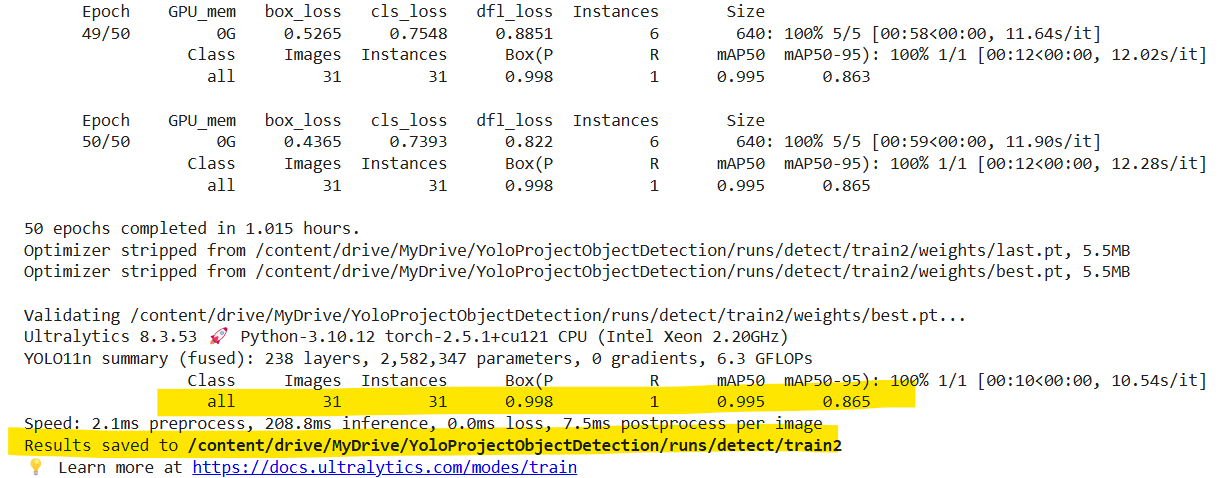 Epoch GPU_mem box_loss cls_loss dfl_loss Instances Size
49/50 0G 0.5265 0.7548 0.8851 6 640: 100% 5/5 [00:58<00:00, 11.64s/it]
Class Images Instances Box(P R mAP50 mAP50-95): 100% 1/1 [00:12<00:00, 12.02s/it]
all 31 31 0.998 1 0.995 0.863
Epoch GPU_mem box_loss cls_loss dfl_loss Instances Size
50/50 0G 0.4365 0.7393 0.822 6 640: 100% 5/5 [00:59<00:00, 11.90s/it]
Class Images Instances Box(P R mAP50 mAP50-95): 100% 1/1 [00:12<00:00, 12.28s/it]
all 31 31 0.998 1 0.995 0.865
50 epochs completed in 1.015 hours.
Optimizer stripped from /content/drive/MyDrive/YoloProjectObjectDetection/runs/detect/train2/weights/last.pt, 5.5MB
Optimizer stripped from /content/drive/MyDrive/YoloProjectObjectDetection/runs/detect/train2/weights/best.pt, 5.5MB
Validating /content/drive/MyDrive/YoloProjectObjectDetection/runs/detect/train2/weights/best.pt...
Ultralytics 8.3.53 🚀 Python-3.10.12 torch-2.5.1+cu121 CPU (Intel Xeon 2.20GHz)
YOLO11n summary (fused): 238 layers, 2,582,347 parameters, 0 gradients, 6.3 GFLOPs
Class Images Instances Box(P R mAP50 mAP50-95): 100% 1/1 [00:10<00:00, 10.54s/it]
all 31 31 0.998 1 0.995 0.865
Speed: 2.1ms preprocess, 208.8ms inference, 0.0ms loss, 7.5ms postprocess per image
Results saved to /content/drive/MyDrive/YoloProjectObjectDetection/runs/detect/train2
💡 Learn more at https://docs.ultralytics.com/modes/train